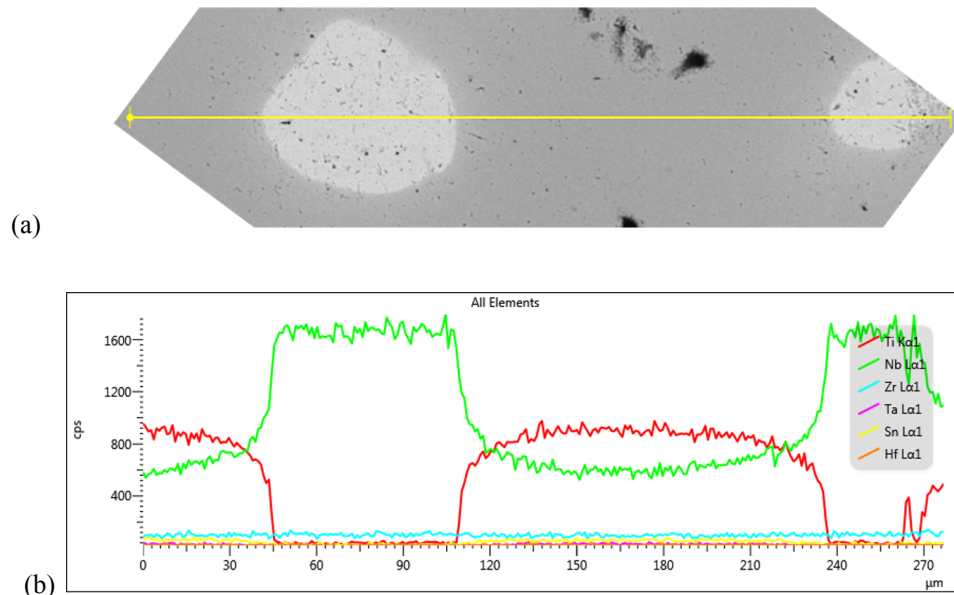 (a)
All Elements
1600
1200
800
400
cps
Ti Kα1
Nb Lα1
Zr Lα1
Ta Lα1
Sn Lα1
Hf Lα1
0 30 60 90 120 150 180 210 240 270
µm
(b)